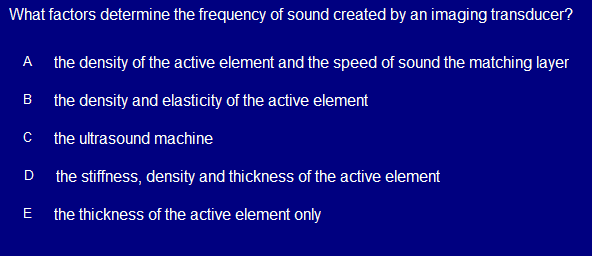 What factors determine the frequency of sound created by an imaging transducer?
A the density of the active element and the speed of sound the matching layer
B the density and elasticity of the active element
C the ultrasound machine
D the stiffness, density and thickness of the active element
E the thickness of the active element only